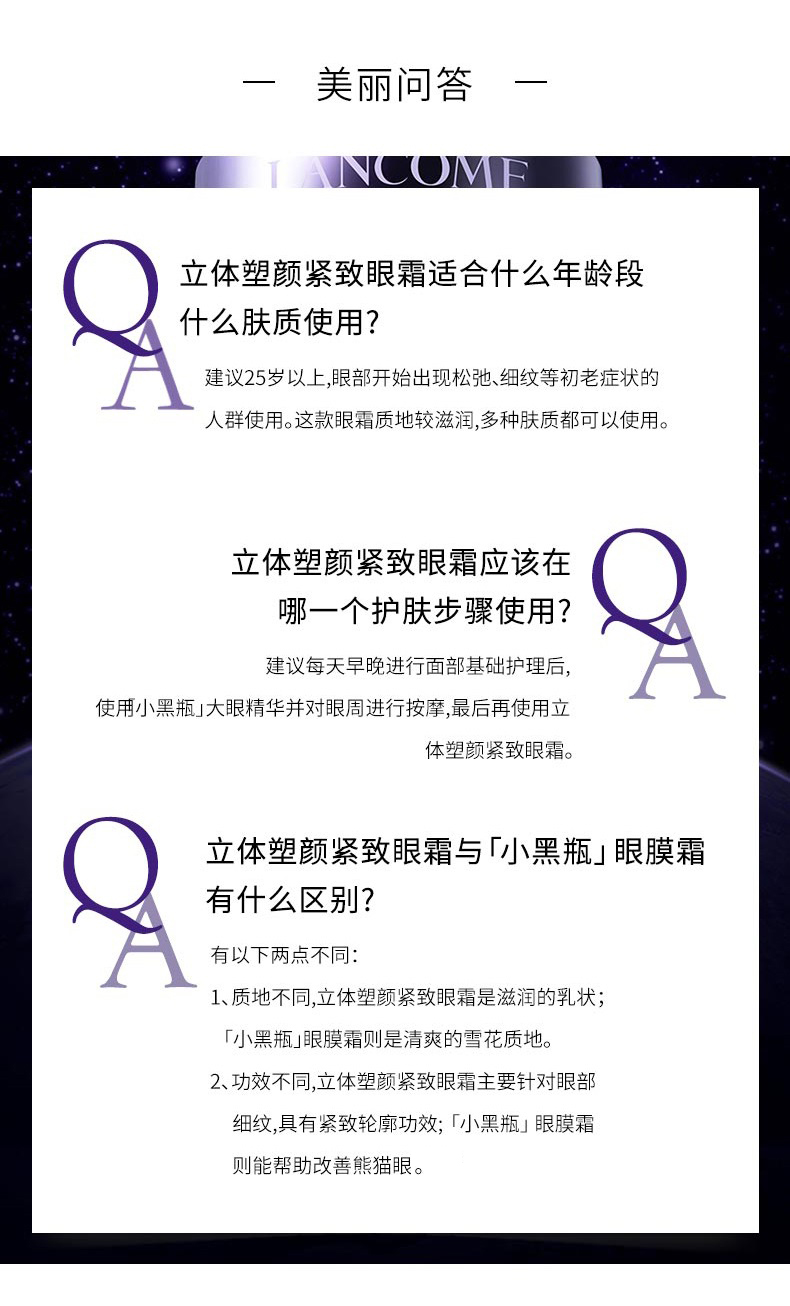 美丽问答
LANCOME
Q
立体塑颜紧致眼霜适合什么年龄段
什么肤质使用?
A
建议25岁以上,眼部开始出现松弛、细纹等初老症状的
人群使用。这款眼霜质地较滋润,多种肤质都可以使用。
Q
立体塑颜紧致眼霜应该在
哪一个护肤步骤使用?
A
建议每天早晚进行面部基础护理后,
使用「小黑瓶」大眼精华并对眼周进行按摩,最后再使用立
体塑颜紧致眼霜。
Q
立体塑颜紧致眼霜与「小黑瓶」眼膜霜
有什么区别?
A
有以下两点不同：
1、质地不同,立体塑颜紧致眼霜是滋润的乳状；
「小黑瓶」眼膜霜则是清爽的雪花质地。
2、功效不同,立体塑颜紧致眼霜主要针对眼部
细纹,具有紧致轮廓功效;「小黑瓶」眼膜霜
则能帮助改善熊猫眼。